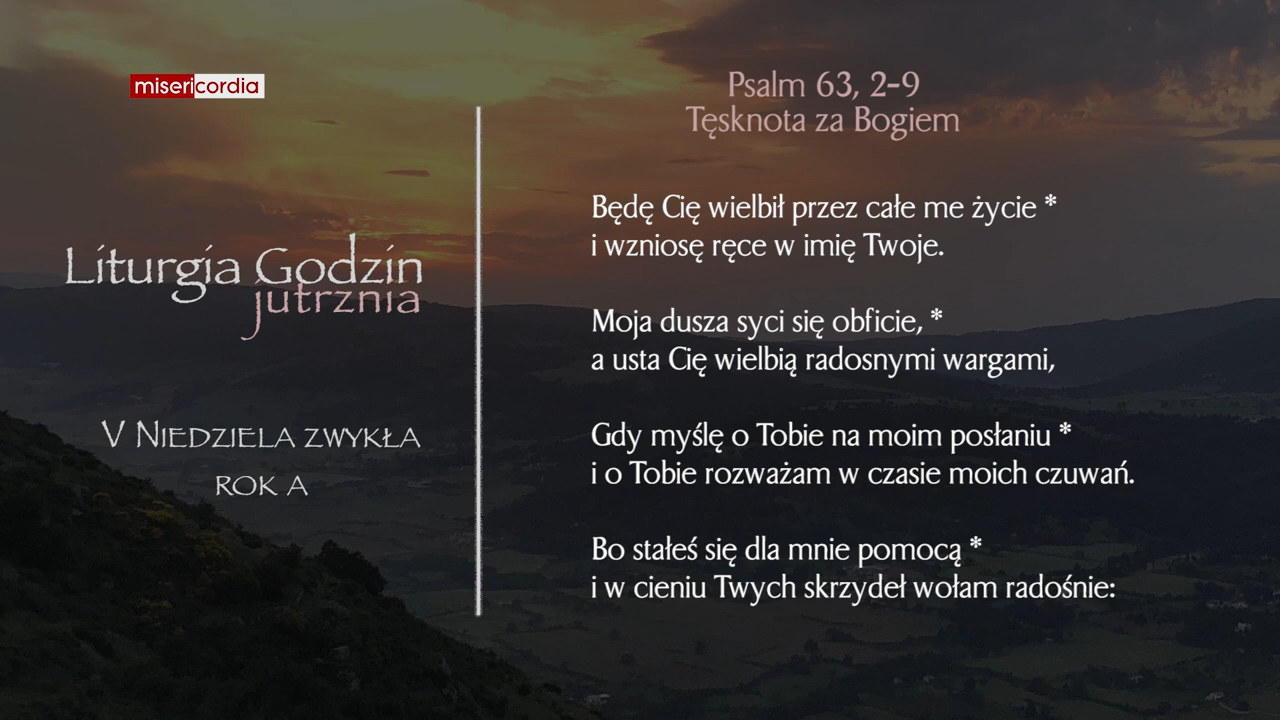 misericordia
Liturgia Godzin
jutrznia
V Niedziela zwykła
rok A
Psalm 63, 2-9
Tęsknota za Bogiem
Będę Cię wielbił przez całe me życie *
i wzniosę ręce w imię Twoje.
Moja dusza syci się obficie, *
a usta Cię wielbią radosnymi wargami,
Gdy myślę o Tobie na moim posłaniu *
i o Tobie rozważam w czasie moich czuwań.
Bo stałeś się dla mnie pomocą *
i w cieniu Twych skrzydeł wołam radośnie: